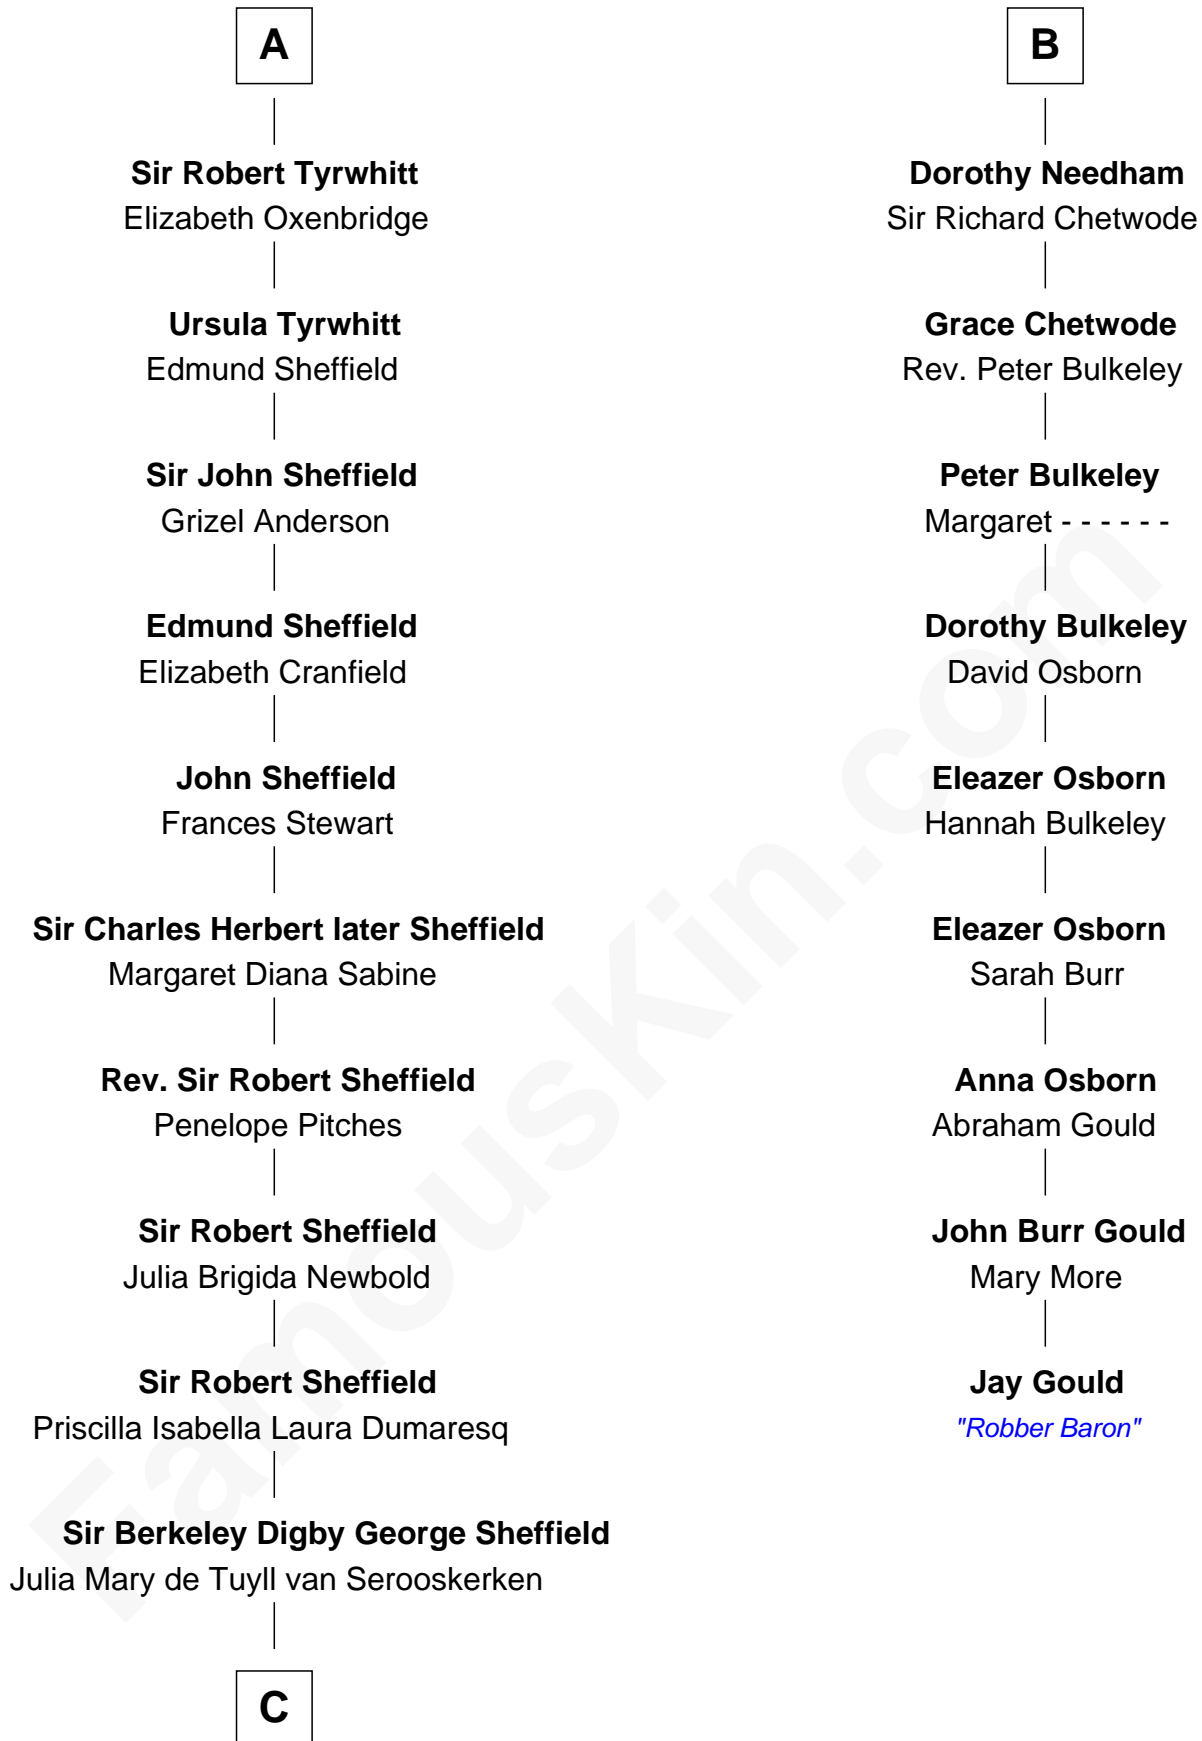 A
Sir Robert Tyrwhitt
Elizabeth Oxenbridge
Ursula Tyrwhitt
Edmund Sheffield
Sir John Sheffield
Grizel Anderson
Edmund Sheffield
Elizabeth Cranfield
John Sheffield
Frances Stewart
Sir Charles Herbert later Sheffield
Margaret Diana Sabine
Rev. Sir Robert Sheffield
Penelope Pitches
Sir Robert Sheffield
Julia Brigida Newbold
Sir Robert Sheffield
Priscilla Isabella Laura Dumaresq
Sir Berkeley Digby George Sheffield
Julia Mary de Tuyll van Serooskerken
C
B
Dorothy Needham
Sir Richard Chetwode
Grace Chetwode
Rev. Peter Bulkeley
Peter Bulkeley
Margaret - - - - - -
Dorothy Bulkeley
David Osborn
Eleazer Osborn
Hannah Bulkeley
Eleazer Osborn
Sarah Burr
Anna Osborn
Abraham Gould
John Burr Gould
Mary More
Jay Gould
"Robber Baron"
FamousKin.com